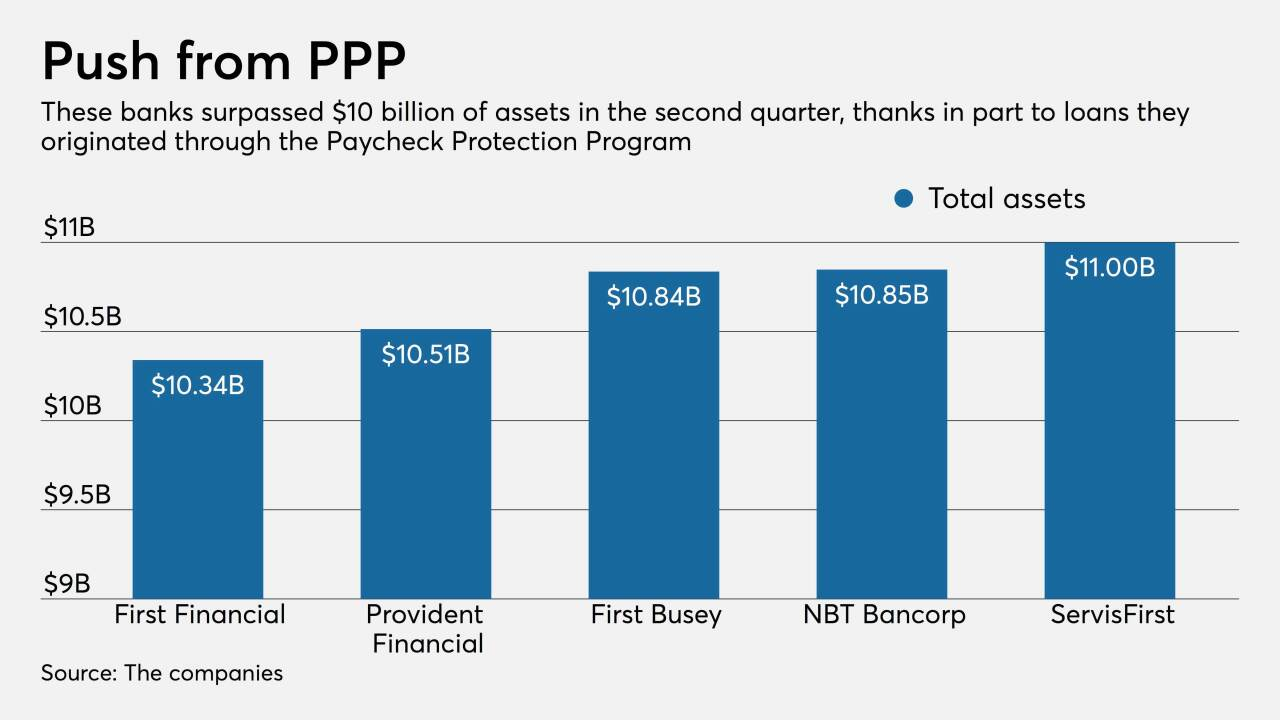 Push from PPP
These banks surpassed $10 billion of assets in the second quarter, thanks in part to loans they
originated through the Paycheck Protection Program
Total assets
$11B
$10.5B
$10B
$9.5B
$9B
$10.34B
$10.51B
$10.84B
$10.85B
$11.00B
First Financial
Provident
Financial
First Busey
NBT Bancorp
ServisFirst
Source: The companies